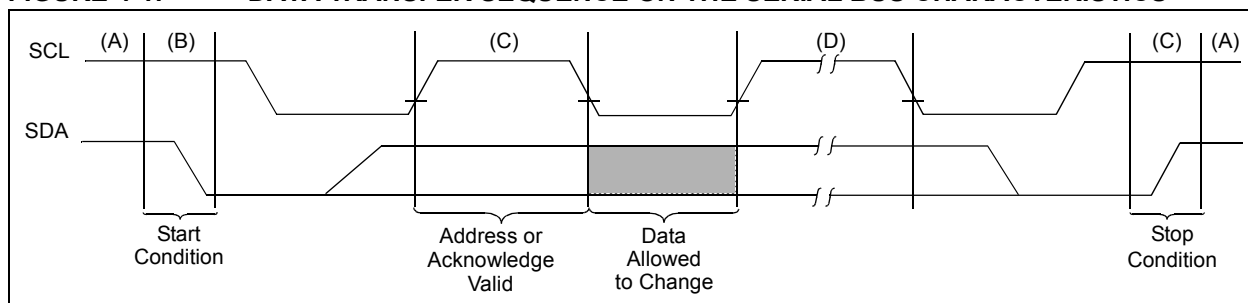 (A) (B) (C) (D) (C) (A)
SCL
SDA
Start
Condition
Address or
Acknowledge
Valid
Data
Allowed
to Change
Stop
Condition